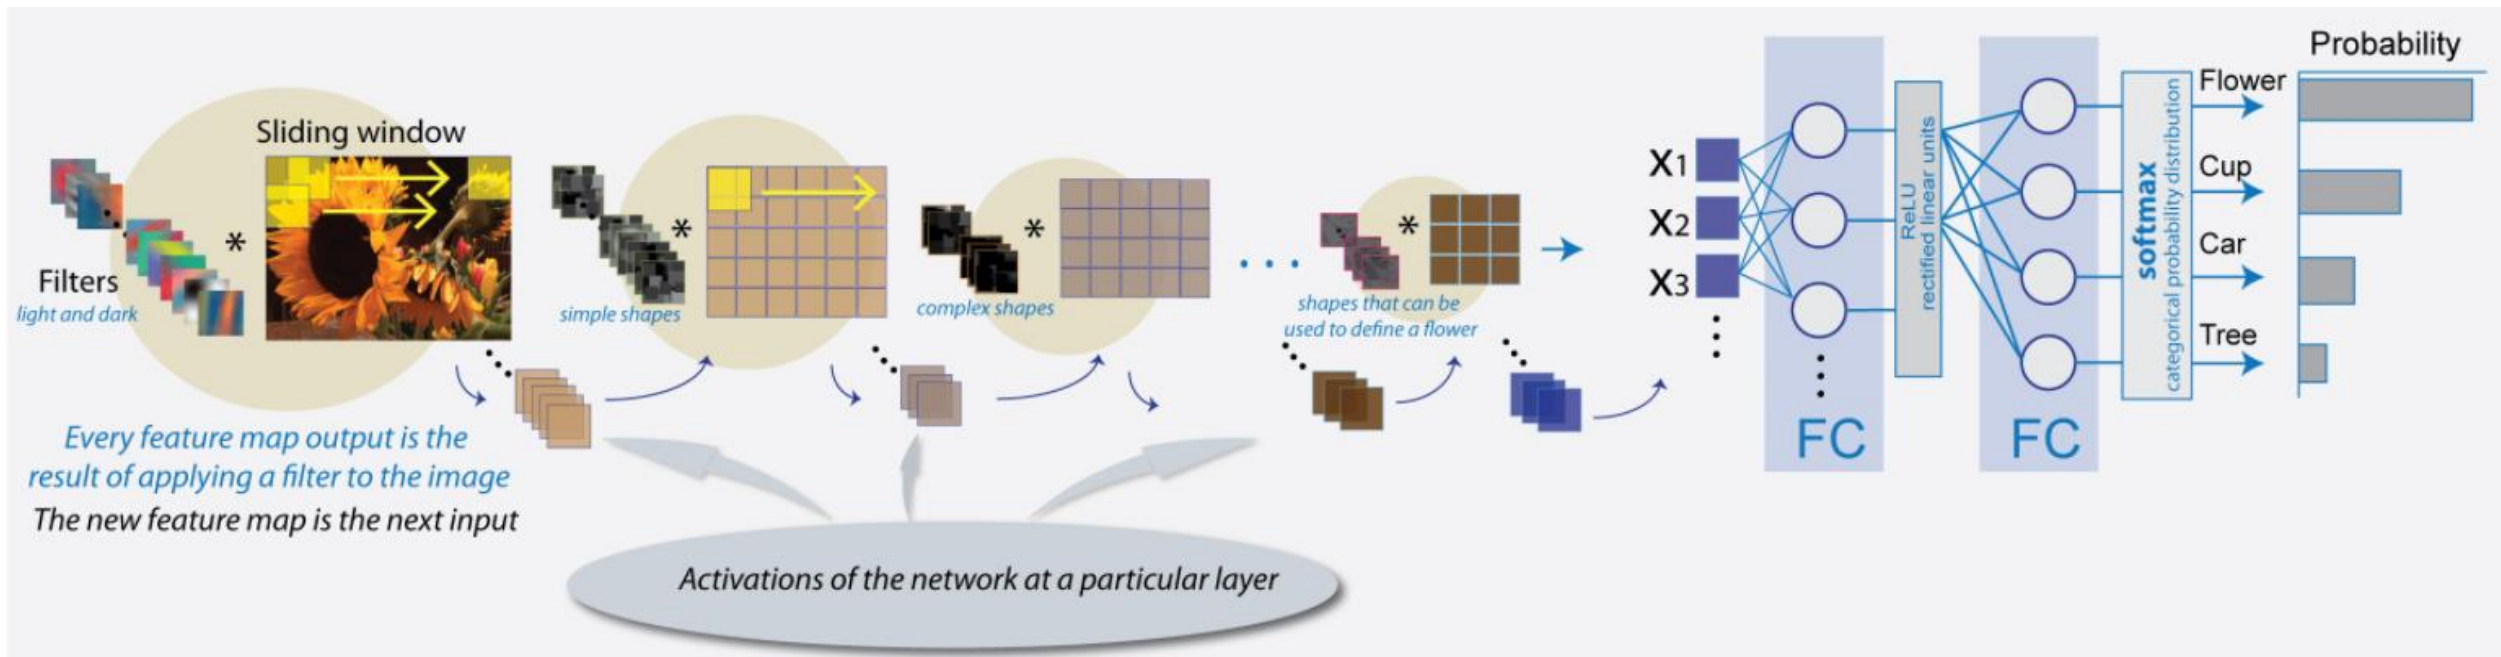 Sliding window
Filters
light and dark
*
Every feature map output is the
result of applying a filter to the image
The new feature map is the next input
simple shapes
*
complex shapes
*
shapes that can be
used to define a flower
*
Activations of the network at a particular layer
X1
X2
X3
FC
ReLU
rectified linear units
FC
softmax
categorical probability distribution
Probability
Flower
Cup
Car
Tree